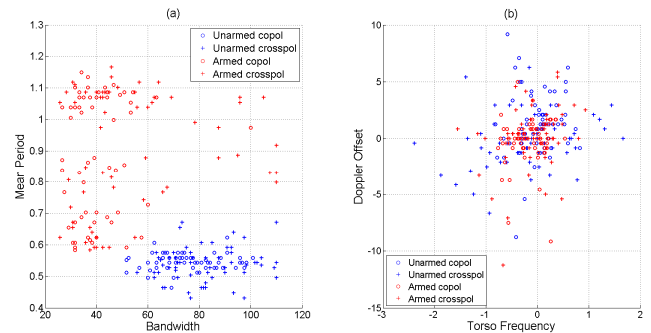 (a)
1.3
1.2
1.1
1
0.9
0.8
0.7
0.6
0.5
0.4
Mear Period
20
40
60
80
100
120
Bandwidth
Unarmed copol
Unarmed crosspol
Armed copol
Armed crosspol
(b)
10
5
0
-5
-10
-15
Doppler Offset
-3
-2
-1
0
1
2
Torso Frequency
Unarmed copol
Unarmed crosspol
Armed copol
Armed crosspol